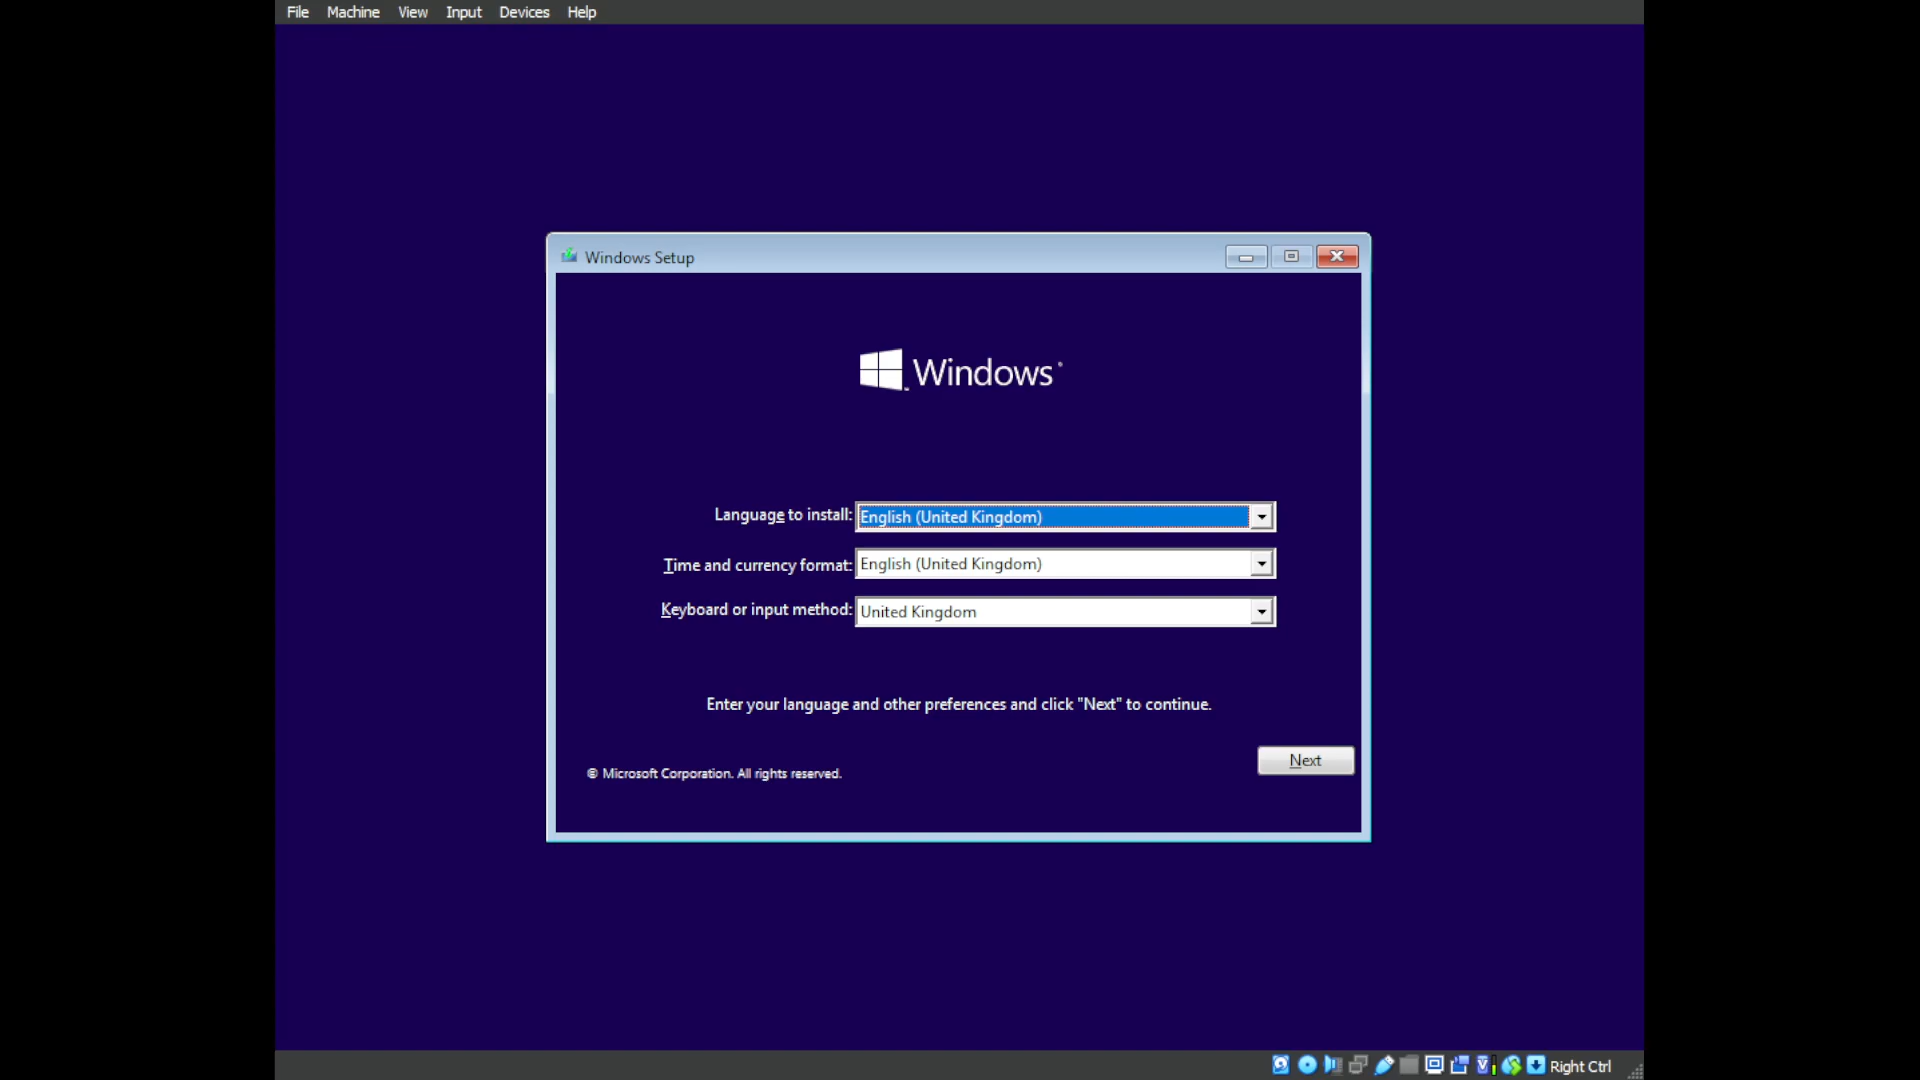 File Machine View Input Devices Help
Windows Setup
Windows
Language to install: English (United Kingdom)
Time and currency format: English (United Kingdom)
Keyboard or input method: United Kingdom
Enter your language and other preferences and click "Next" to continue.
Next
© Microsoft Corporation. All rights reserved.
Right Ctrl